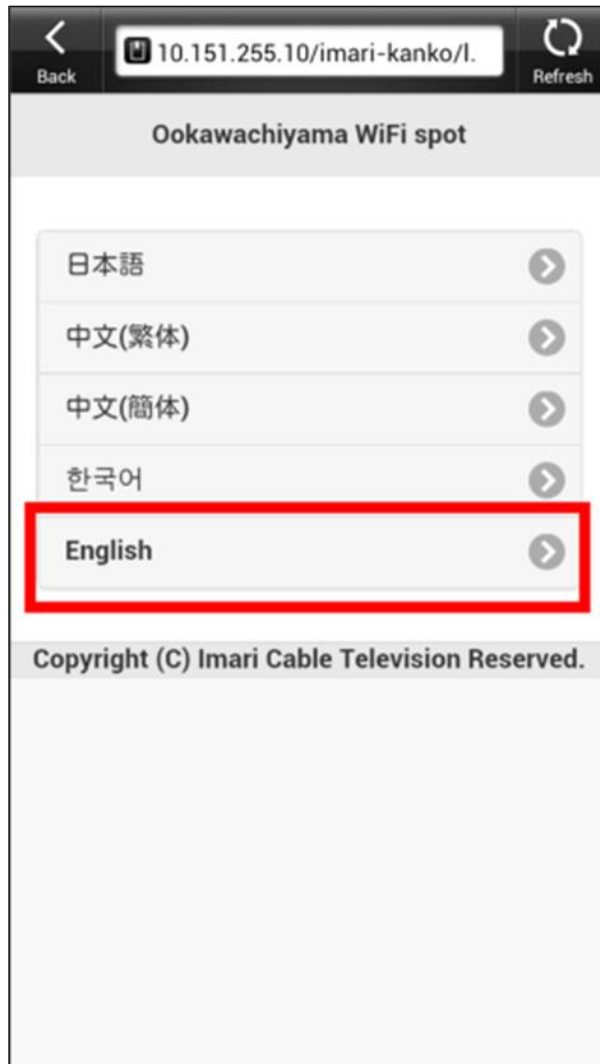 Back
10.151.255.10/imari-kanko/l.
Refresh
Ookawachiyama WiFi spot
日本語
中文(繁体)
中文(簡体)
한국어
English
Copyright (C) Imari Cable Television Reserved.